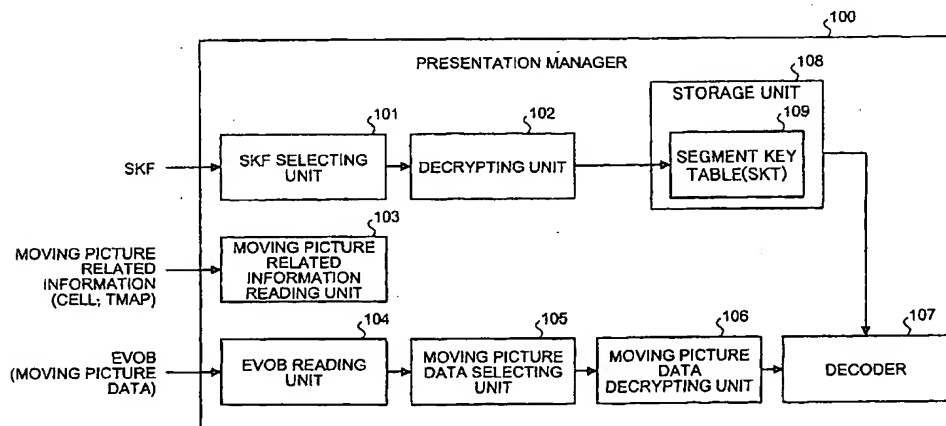 100
PRESENTATION MANAGER
108
STORAGE UNIT
109
SEGMENT KEY
TABLE(SKT)
101
SKF SELECTING
UNIT
102
DECRYPTING UNIT
SKF
103
MOVING PICTURE
RELATED
INFORMATION
READING UNIT
MOVING PICTURE
RELATED
INFORMATION
(CELL; TMAP)
104
EVOB READING
UNIT
105
MOVING PICTURE
DATA SELECTING
UNIT
106
MOVING PICTURE
DATA
DECRYPTING UNIT
107
DECODER
EVOB
(MOVING PICTURE
DATA)